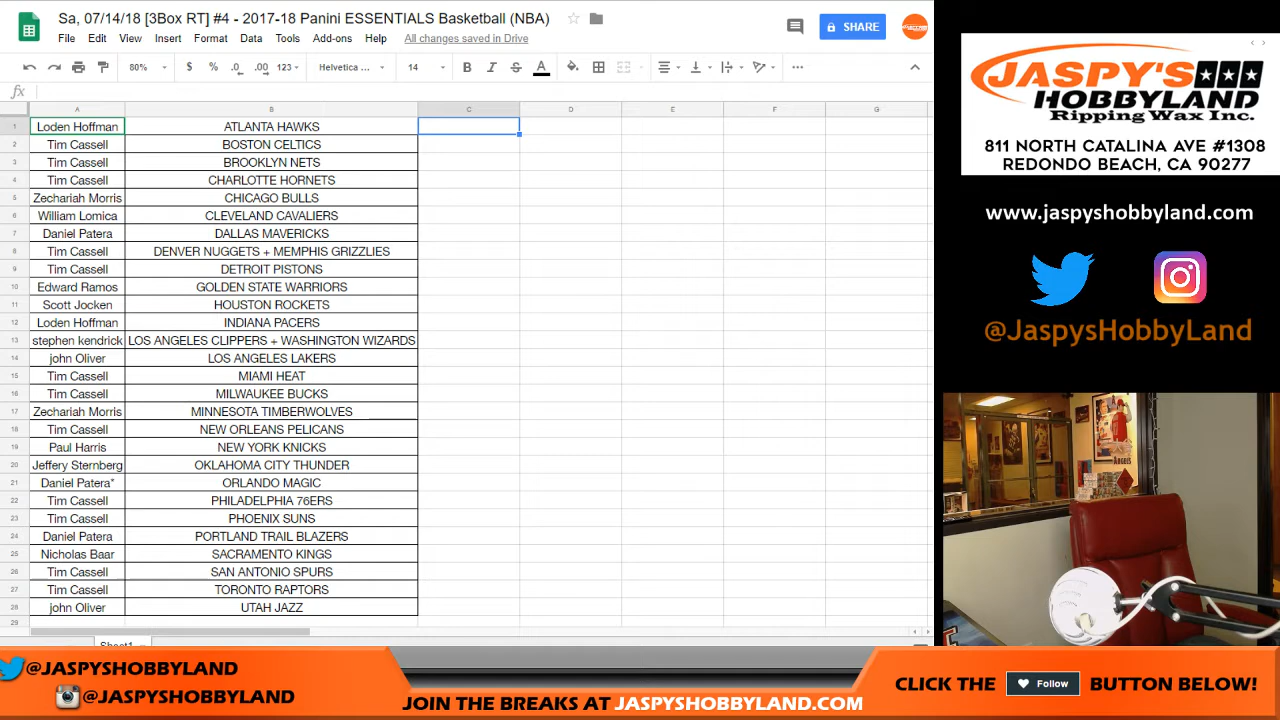 Sa, 07/14/18 [3Box RT] #4 - 2017-18 Panini ESSENTIALS Basketball (NBA)
File Edit View Insert Format Data Tools Add-ons Help All changes saved in Drive
SHARE
80% $ % .0 .00 123 Helvetica ... 14 B I S A
fx
A B C D E F G
1 Loden Hoffman ATLANTA HAWKS
2 Tim Cassell BOSTON CELTICS
3 Tim Cassell BROOKLYN NETS
4 Tim Cassell CHARLOTTE HORNETS
5 Zechariah Morris CHICAGO BULLS
6 William Lomica CLEVELAND CAVALIERS
7 Daniel Patera DALLAS MAVERICKS
8 Tim Cassell DENVER NUGGETS + MEMPHIS GRIZZLIES
9 Tim Cassell DETROIT PISTONS
10 Edward Ramos GOLDEN STATE WARRIORS
11 Scott Jocken HOUSTON ROCKETS
12 Loden Hoffman INDIANA PACERS
13 stephen kendrick LOS ANGELES CLIPPERS + WASHINGTON WIZARDS
14 john Oliver LOS ANGELES LAKERS
15 Tim Cassell MIAMI HEAT
16 Tim Cassell MILWAUKEE BUCKS
17 Zechariah Morris MINNESOTA TIMBERWOLVES
18 Tim Cassell NEW ORLEANS PELICANS
19 Paul Harris NEW YORK KNICKS
20 Jeffery Sternberg OKLAHOMA CITY THUNDER
21 Daniel Patera* ORLANDO MAGIC
22 Tim Cassell PHILADELPHIA 76ERS
23 Tim Cassell PHOENIX SUNS
24 Daniel Patera PORTLAND TRAIL BLAZERS
25 Nicholas Baar SACRAMENTO KINGS
26 Tim Cassell SAN ANTONIO SPURS
27 Tim Cassell TORONTO RAPTORS
28 john Oliver UTAH JAZZ
29
Sheet1
JASPY'S
HOBBYLAND
Ripping Wax Inc.
811 NORTH CATALINA AVE #1308
REDONDO BEACH, CA 90277
www.jaspyshobbyland.com
@JaspysHobbyLand
@JASPYSHOBBYLAND
@JASPYSHOBBYLAND
JOIN THE BREAKS AT JASPYSHOBBYLAND.COM
CLICK THE Follow BUTTON BELOW!